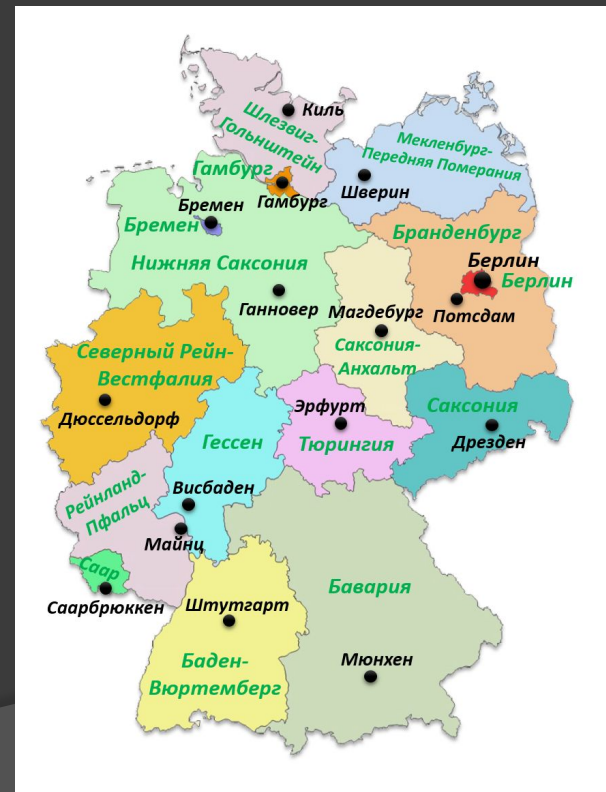 Киль
Шлезвиг-
Гольнштейн
Мекленбург-
Передняя Померания
Гамбург
Гамбург
Шверин
Бремен
Бремен
Бранденбург
Нижняя Саксония
Берлин
Берлин
Ганновер
Магдебург
Потсдам
Северный Рейн-
Вестфалия
Саксония-
Анхальт
Дюссельдорф
Эрфурт
Саксония
Гессен
Тюрингия
Дрезден
Рейнланд-
Пфальц
Висбаден
Майнц
Саар
Саарбрюккен
Штутгарт
Бавария
Баден-
Вюртемберг
Мюнхен